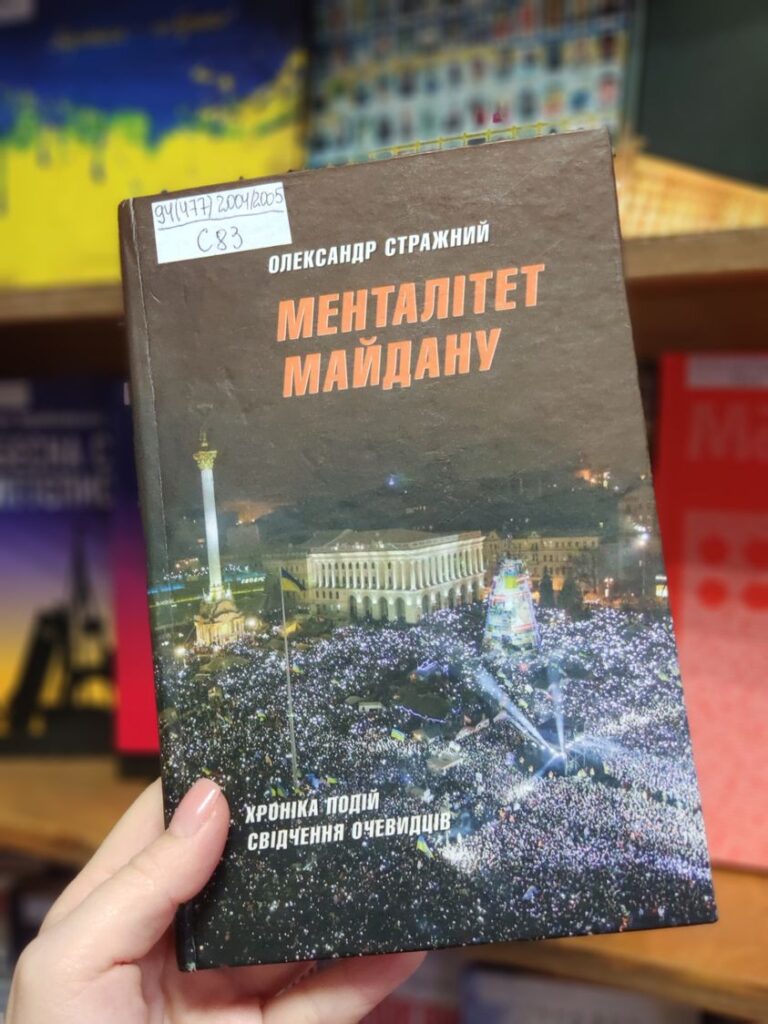 94(477)2004/2005
С83
ОЛЕКСАНДР СТРАЖНИЙ
МЕНТАЛІТЕТ
МАЙДАНУ
ХРОНІКА ПОДІЙ
СВІДЧЕННЯ ОЧЕВИДЦІВ